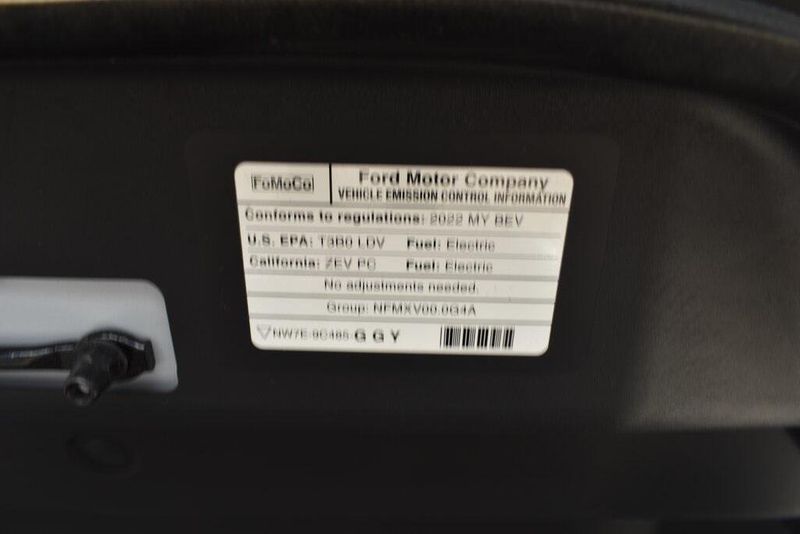 FoMoCo
Ford Motor Company
VEHICLE EMISSION CONTROL INFORMATION
Conforms to regulations: 2022 MY BEV
U.S. EPA: T3B0 LDV Fuel: Electric
California: ZEV PC Fuel: Electric
No adjustments needed.
Group: NFMXV00.0G4A
NW7E-9C485 G G Y